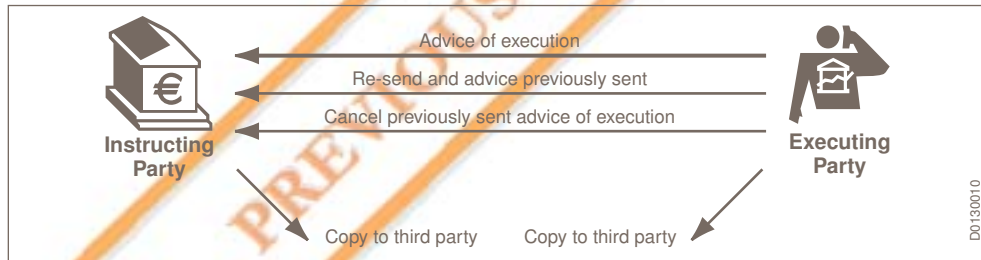 Advice of execution
Re-send and advice previously sent
Cancel previously sent advice of execution
€
Instructing
Party
Executing
Party
Copy to third party
Copy to third party
D0130010
PREVIOUS